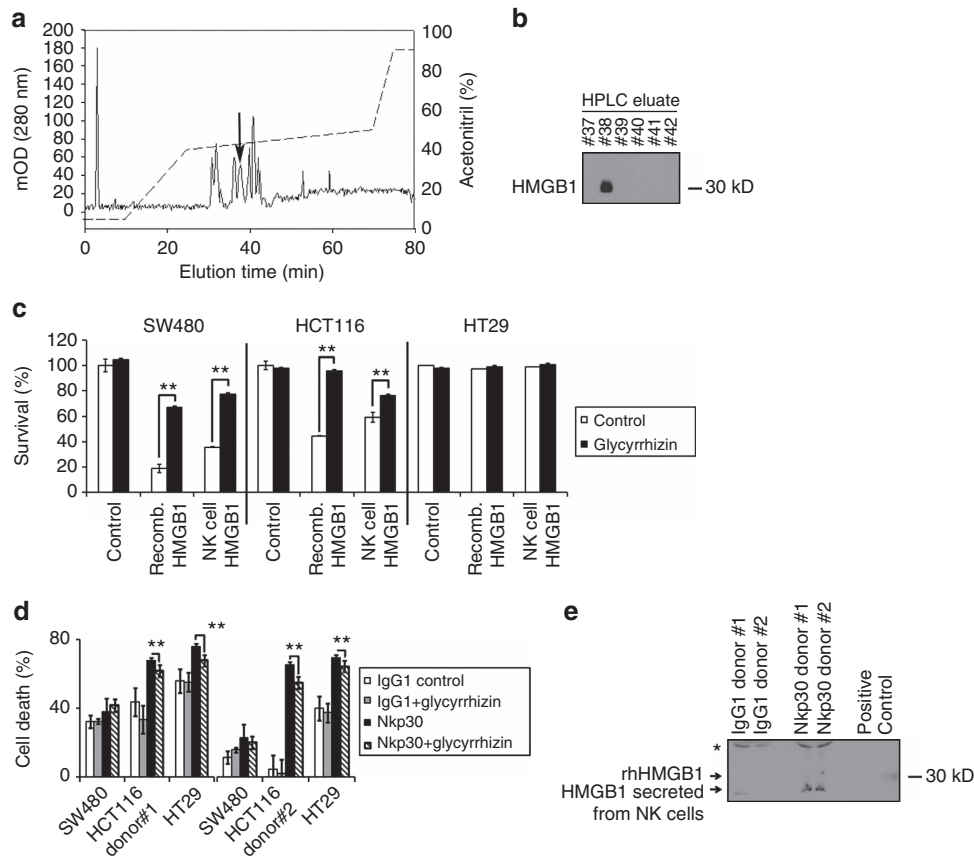 a
200
180
160
140
120
100
80
60
40
20
0
mOD (280 nm)
100
80
60
40
20
0
Acetonitril (%)
0 20 40 60 80
Elution time (min)
b
HPLC eluate
#37
#38
#39
#40
#41
#42
HMGB1
30 kD
c
SW480 HCT116 HT29
Survival (%)
120
100
80
60
40
20
0
** ** ** **
Control
Recomb.
HMGB1
NK cell
HMGB1
Control
Recomb.
HMGB1
NK cell
HMGB1
Control
Recomb.
HMGB1
NK cell
HMGB1
Control
Glycyrrhizin
d
Cell death (%)
80
40
0
** ** ** **
SW480
HCT116
donor#1
HT29
SW480
HCT116
donor#2
HT29
IgG1 control
IgG1+glycyrrhizin
Nkp30
Nkp30+glycyrrhizin
e
IgG1 donor #1
IgG1 donor #2
Nkp30 donor #1
Nkp30 donor #2
Positive
Control
*
rhHMGB1
HMGB1 secreted
from NK cells
30 kD